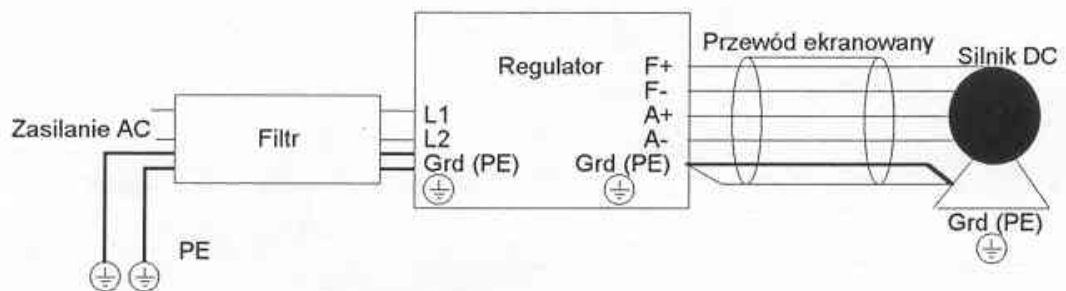 Przewód ekranowany
Silnik DC
Regulator
F+
F-
A+
A-
Grd (PE)
Zasilanie AC
Filtr
L1
L2
Grd (PE)
Grd (PE)
PE